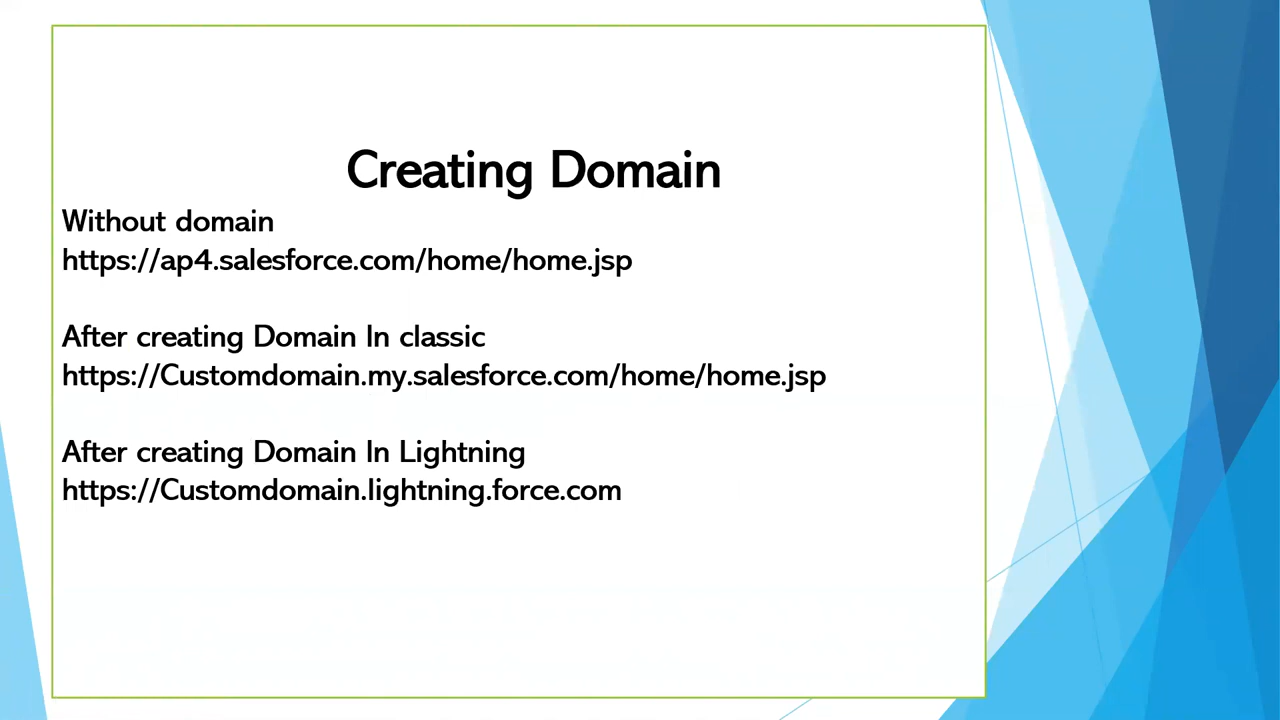 Creating Domain
Without domain
https://ap4.salesforce.com/home/home.jsp
After creating Domain In classic
https://Customdomain.my.salesforce.com/home/home.jsp
After creating Domain In Lightning
https://Customdomain.lightning.force.com